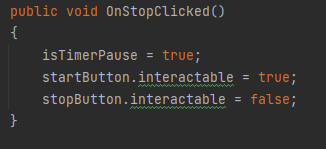 public void OnStopClicked()
{
    isTimerPause = true;
    startButton.interactable = true;
    stopButton.interactable = false;
}